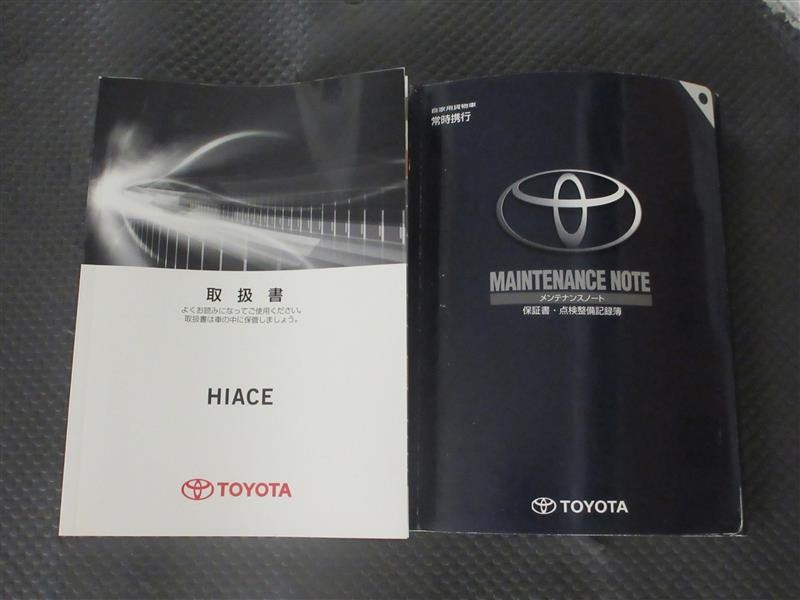 取扱書
よくお読みになってご使用ください。
取扱書は車の中に保管しましょう。
HIACE
TOYOTA
自家用貨物車
常時携行
MAINTENANCE NOTE
メンテナンスノート
保証書・点検整備記録簿
TOYOTA